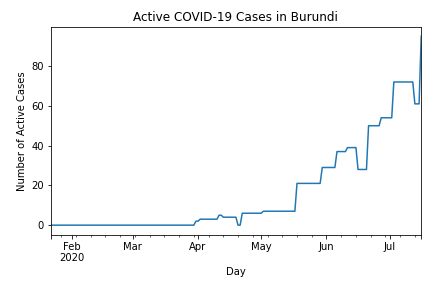 Active COVID-19 Cases in Burundi
Number of Active Cases
80
60
40
20
0
Feb Mar Apr May Jun Jul
2020
Day